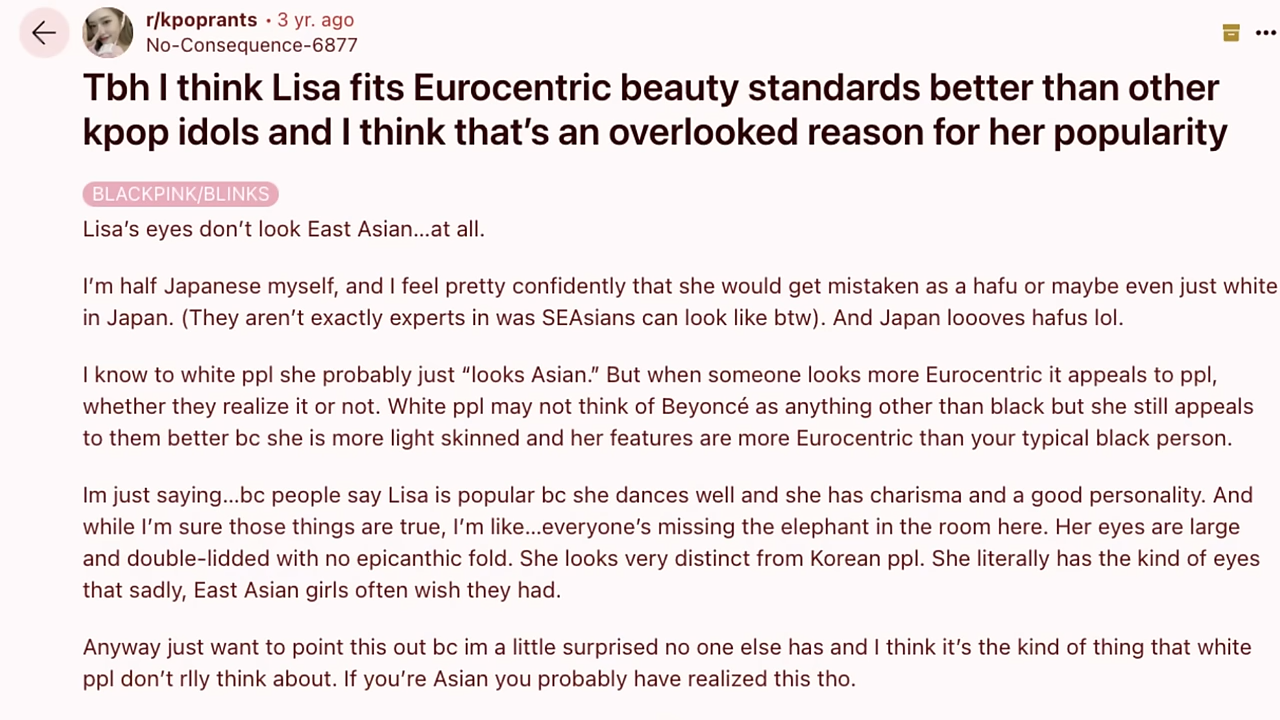 r/kpoprants • 3 yr. ago
No-Consequence-6877
Tbh I think Lisa fits Eurocentric beauty standards better than other
kpop idols and I think that's an overlooked reason for her popularity
BLACKPINK/BLINKS
Lisa's eyes don't look East Asian...at all.
I'm half Japanese myself, and I feel pretty confidently that she would get mistaken as a hafu or maybe even just white
in Japan. (They aren't exactly experts in was SEAsians can look like btw). And Japan loooves hafus lol.
I know to white ppl she probably just “looks Asian.” But when someone looks more Eurocentric it appeals to ppl,
whether they realize it or not. White ppl may not think of Beyoncé as anything other than black but she still appeals
to them better bc she is more light skinned and her features are more Eurocentric than your typical black person.
Im just saying...bc people say Lisa is popular bc she dances well and she has charisma and a good personality. And
while I'm sure those things are true, I'm like...everyone's missing the elephant in the room here. Her eyes are large
and double-lidded with no epicanthic fold. She looks very distinct from Korean ppl. She literally has the kind of eyes
that sadly, East Asian girls often wish they had.
Anyway just want to point this out bc im a little surprised no one else has and I think it's the kind of thing that white
ppl don't rlly think about. If you're Asian you probably have realized this tho.